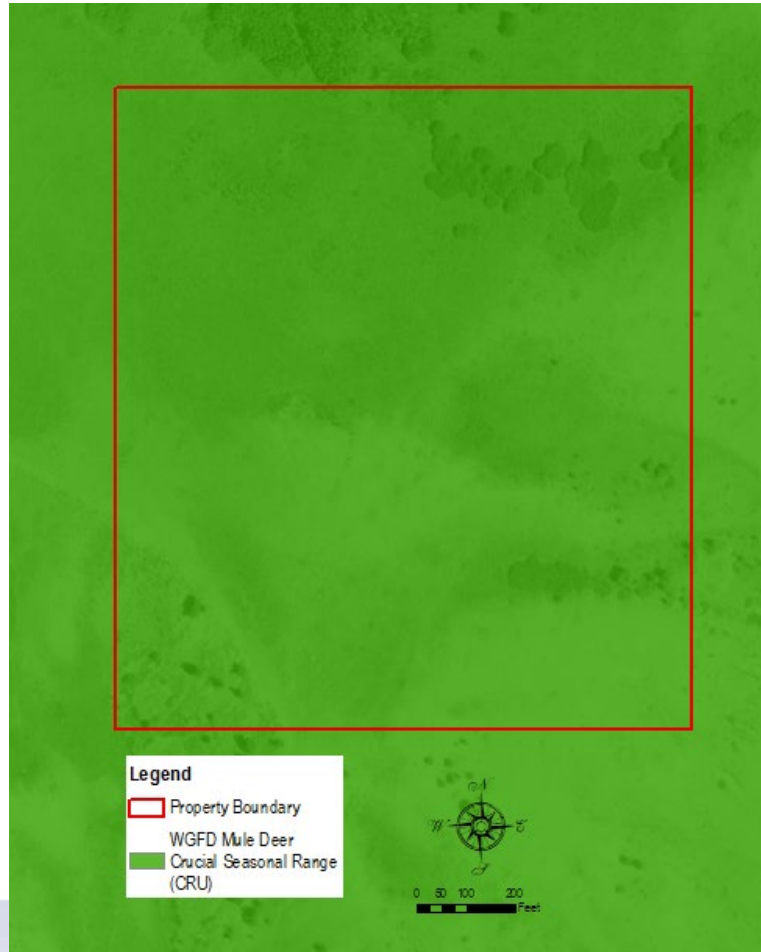 Legend
Property Boundary
WGFD Mule Deer
Crucial Seasonal Range
(CRU)
N
W E
S
0 50 100 200
Feet